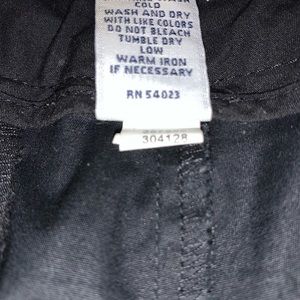 COLD
WASH AND DRY
WITH LIKE COLORS
DO NOT BLEACH
TUMBLE DRY
LOW
WARM IRON
IF NECESSARY
RN 54023
304128